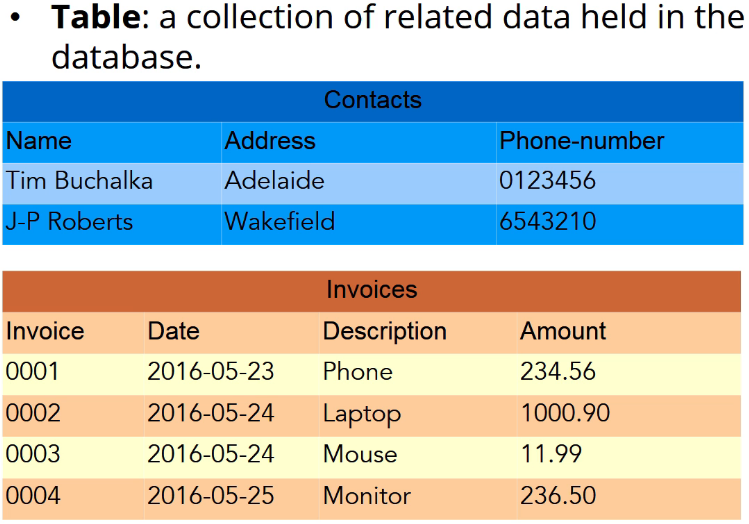 • Table: a collection of related data held in the
database.
Contacts
Name Address Phone-number
Tim Buchalka Adelaide 0123456
J-P Roberts Wakefield 6543210
Invoices
Invoice Date Description Amount
0001 2016-05-23 Phone 234.56
0002 2016-05-24 Laptop 1000.90
0003 2016-05-24 Mouse 11.99
0004 2016-05-25 Monitor 236.50